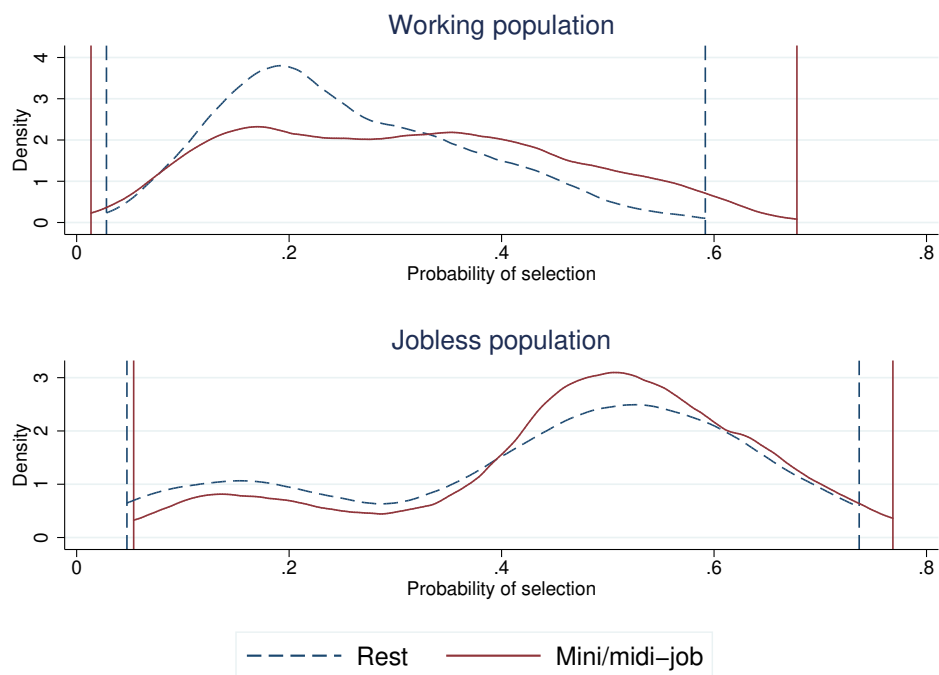 Working population
Density
4
3
2
1
0
0 .2 .4 .6 .8
Probability of selection
Jobless population
Density
3
2
1
0
0 .2 .4 .6 .8
Probability of selection
Rest Mini/midi−job